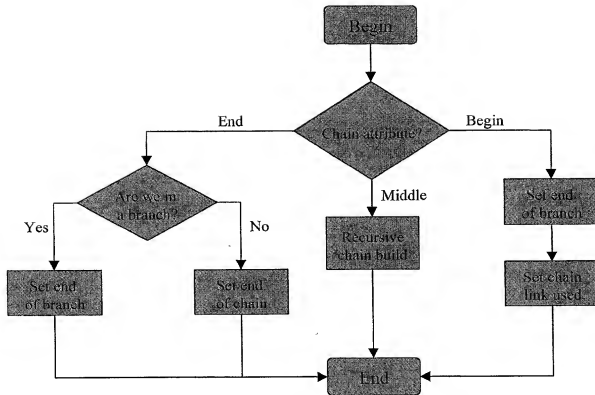 Begin
Chain attribute?
End
Begin
Middle
Are we in
a branch?
Yes
No
Set end
of branch
Set end
of chain
Recursive
"chain build"
Set end
of branch
Set chain
link used
End